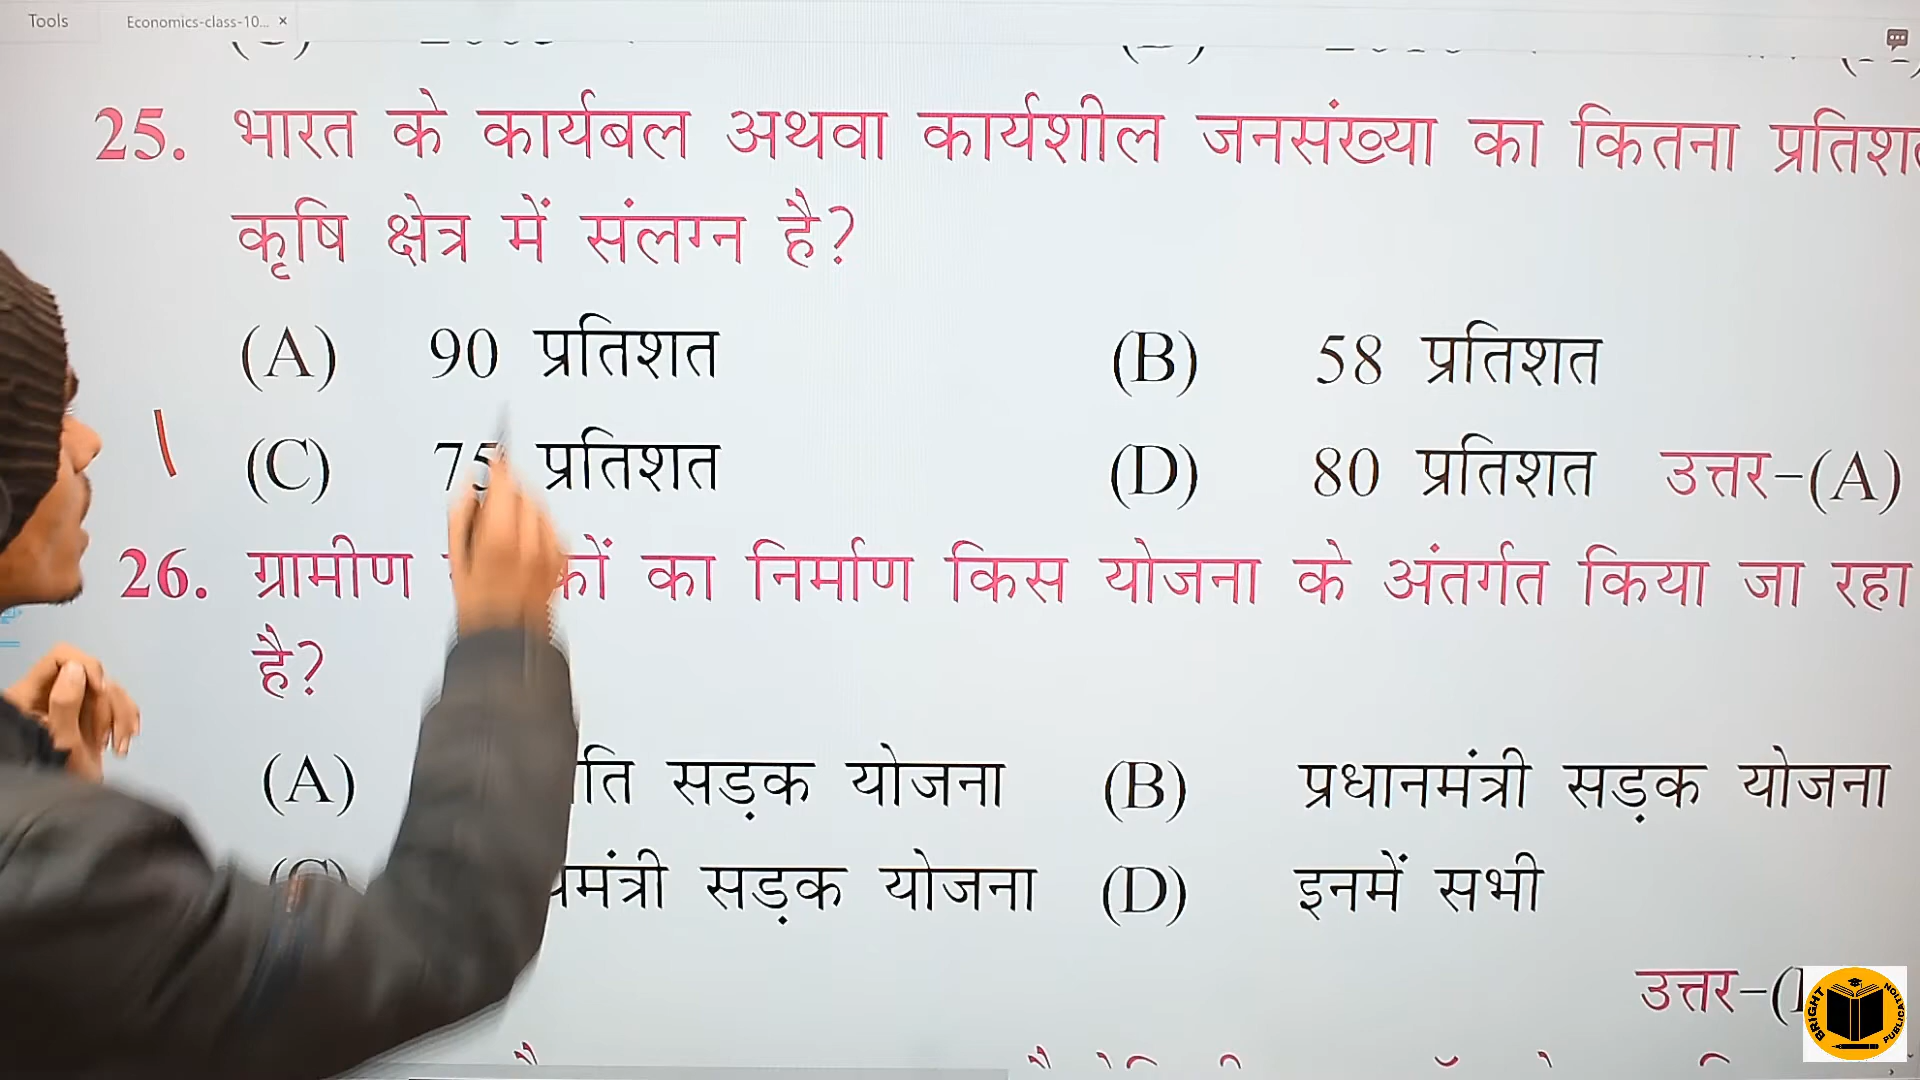 Tools Economics-class-10... ×
25. भारत के कार्यबल अथवा कार्यशील जनसंख्या का कितना
कृषि क्षेत्र में संलग्न है?
(A) 90 प्रतिशत (B) 58 प्रतिशत
(C) 75 प्रतिशत (D) 80 प्रतिशत उत्तर-(A)
26. ग्रामीण का निर्माण किस योजना के अंतर्गत किया जा रहा
है?
(A) सड़क योजना (B) प्रधानमंत्री सड़क योजना
(C) सड़क योजना (D) इनमें सभी
उत्तर-
BRIGHT PUBLICATION